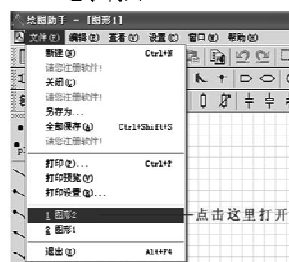 绘图助手 - [图形1]
文件(F) 编辑(E) 查看(V) 设置(C) 窗口(W) 帮助(H)
新建(N) Ctrl+N
请您注册软件!
关闭(C)
请您注册软件!
另存为...
全部保存(A) Ctrl+Shift+S
请您注册软件!
打印(P)... Ctrl+P
打印预览(V)
打印设置(R)...
1 图形2
点击这里打开
2 图形1
退出(E) Alt+F4